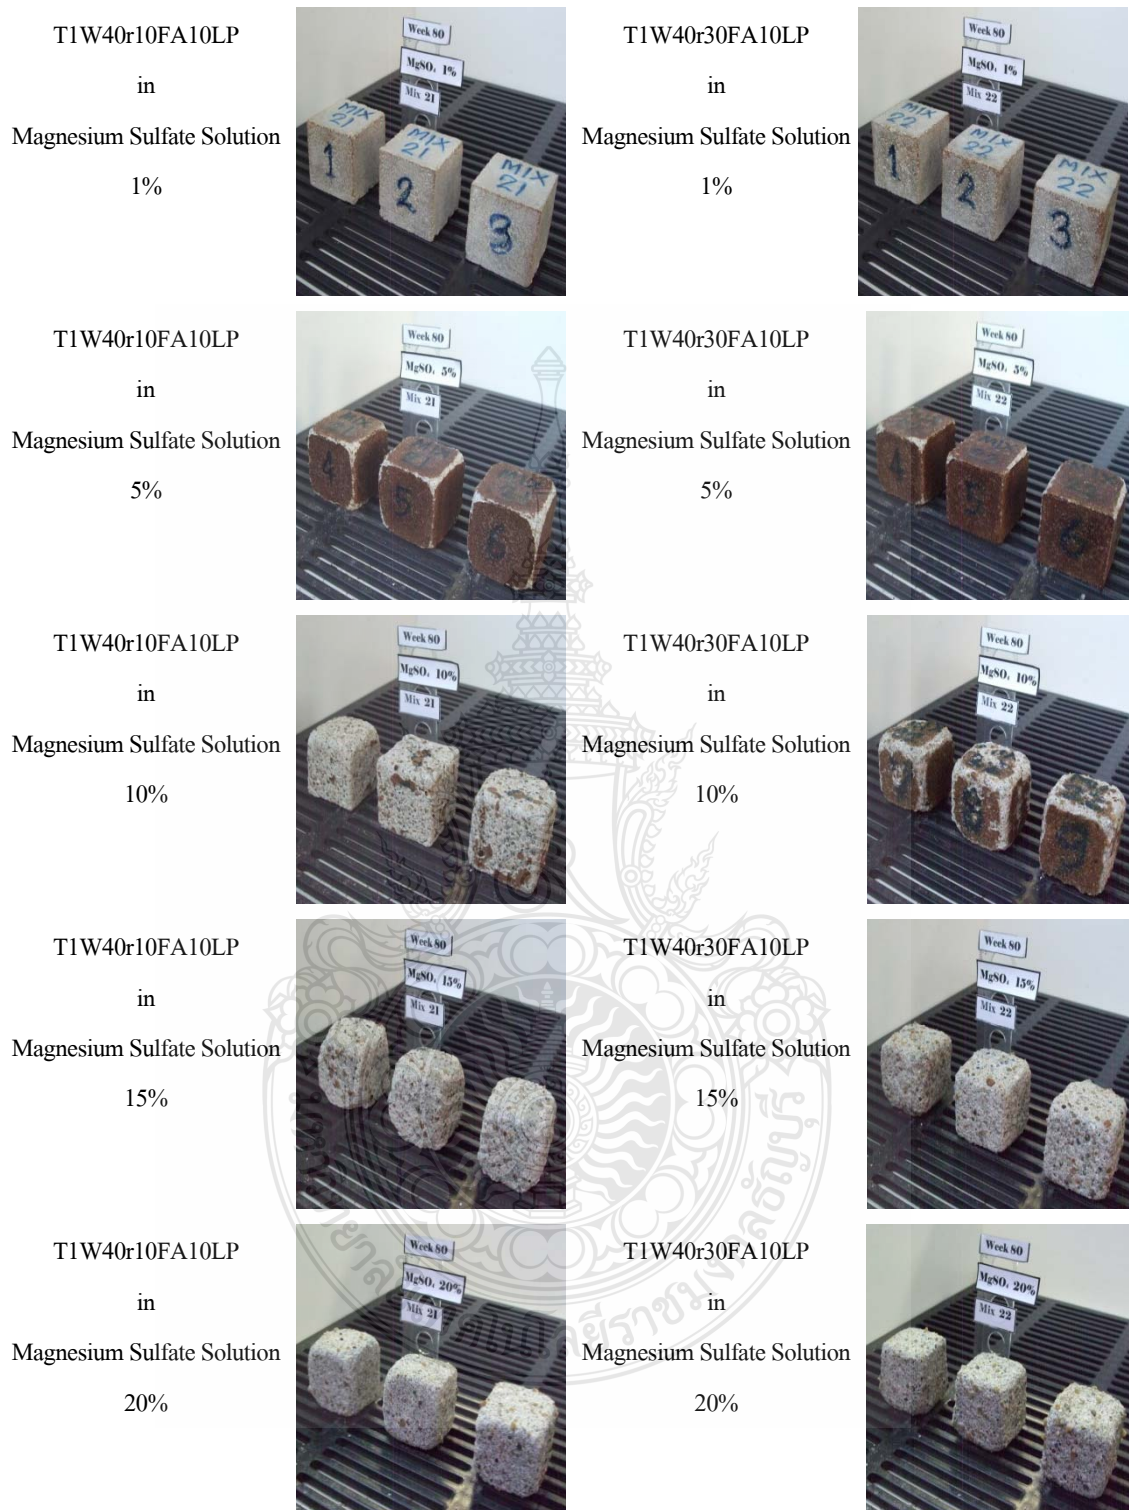 T1W40r10FA10LP
in
Magnesium Sulfate Solution
1%
Week 80
MgSO₄ 1%
Mix 21
MIX
21
1
MIX
21
2
MIX
21
3
T1W40r30FA10LP
in
Magnesium Sulfate Solution
1%
Week 80
MgSO₄ 1%
Mix 22
MIX
22
1
MIX
22
2
MIX
22
3
T1W40r10FA10LP
in
Magnesium Sulfate Solution
5%
Week 80
MgSO₄ 5%
Mix 21
4
5
6
T1W40r30FA10LP
in
Magnesium Sulfate Solution
5%
Week 80
MgSO₄ 5%
Mix 22
4
5
6
T1W40r10FA10LP
in
Magnesium Sulfate Solution
10%
Week 80
MgSO₄ 10%
Mix 21
T1W40r30FA10LP
in
Magnesium Sulfate Solution
10%
Week 80
MgSO₄ 10%
Mix 22
8
9
T1W40r10FA10LP
in
Magnesium Sulfate Solution
15%
Week 80
MgSO₄ 15%
Mix 21
T1W40r30FA10LP
in
Magnesium Sulfate Solution
15%
Week 80
MgSO₄ 15%
Mix 22
T1W40r10FA10LP
in
Magnesium Sulfate Solution
20%
Week 80
MgSO₄ 20%
Mix 21
T1W40r30FA10LP
in
Magnesium Sulfate Solution
20%
Week 80
MgSO₄ 20%
Mix 22